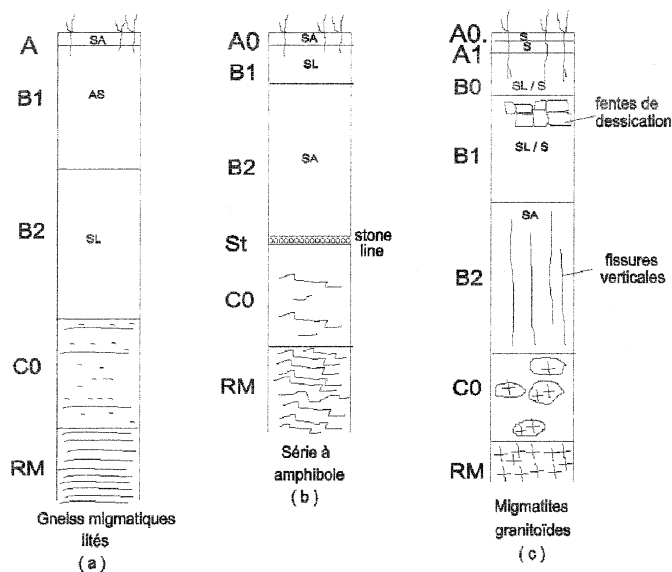 A
SA
B1
AS
B2
SL
C0
RM
Gneiss migmatiques
lités
( a )
A0
SA
B1
SL
B2
SA
St
stone
line
C0
RM
Série à
amphibole
( b )
A0.
S
A1
S
B0
SL / S
fentes de
dessication
B1
SL / S
SA
B2
fissures
verticales
C0
RM
Migmatites
granitoïdes
( c )